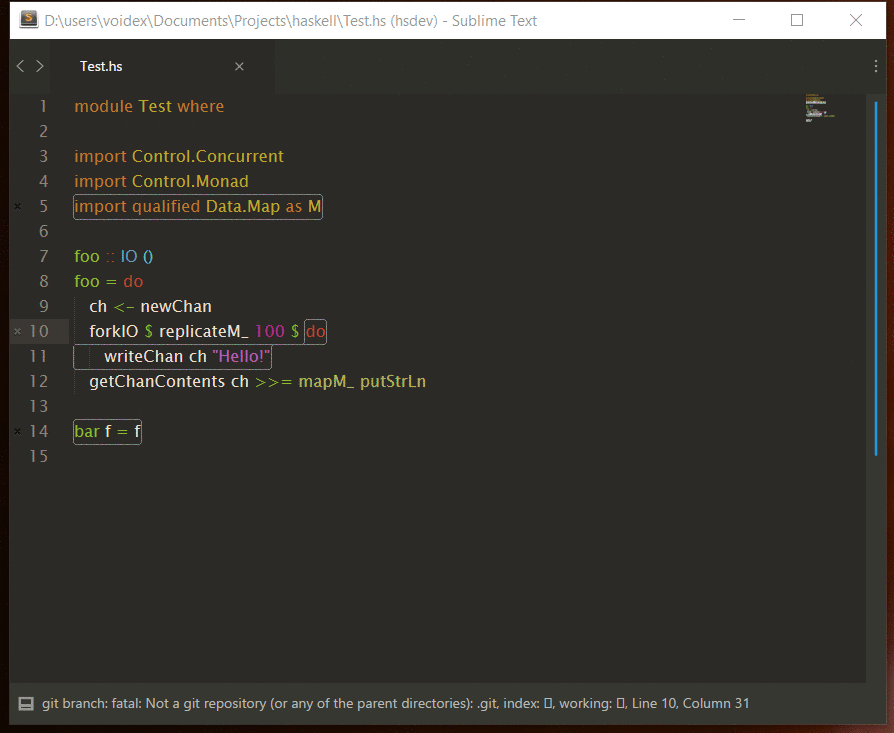 D:\users\voidex\Documents\Projects\haskell\Test.hs (hsdev) - Sublime Text
Test.hs
1 module Test where
2
3 import Control.Concurrent
4 import Control.Monad
5 import qualified Data.Map as M
6
7 foo :: IO ()
8 foo = do
9 ch <- newChan
10 forkIO $ replicateM_ 100 $ do
11 writeChan ch "Hello!"
12 getChanContents ch >>= mapM_ putStrLn
13
14 bar f = f
15
git branch: fatal: Not a git repository (or any of the parent directories): .git, index: ▯, working: ▯, Line 10, Column 31